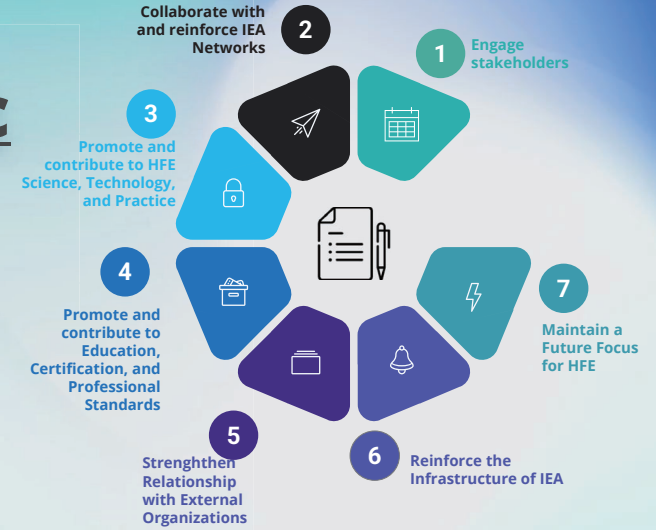 1
Engage
stakeholders
2
Collaborate with
and reinforce IEA
Networks
3
Promote and
contribute to HFE
Science, Technology,
and Practice
4
Promote and
contribute to
Education,
Certification, and
Professional
Standards
5
Strenghthen
Relationship
with External
Organizations
6
Reinforce the
Infrastructure of IEA
7
Maintain a
Future Focus
for HFE